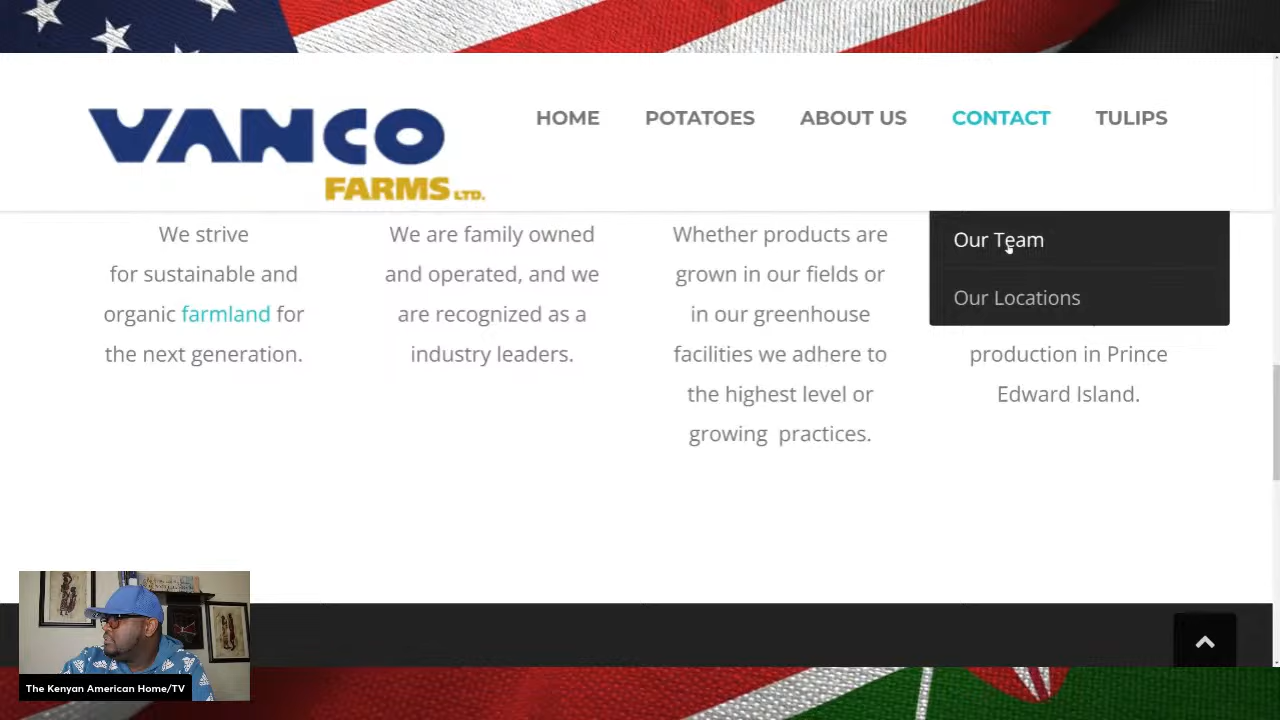 VANCO
FARMS LTD.
HOME POTATOES ABOUT US CONTACT TULIPS
We strive
for sustainable and
organic farmland for
the next generation.
We are family owned
and operated, and we
are recognized as a
industry leaders.
Whether products are
grown in our fields or
in our greenhouse
facilities we adhere to
the highest level or
growing practices.
Our Team
Our Locations
production in Prince
Edward Island.
The Kenyan American Home/TV